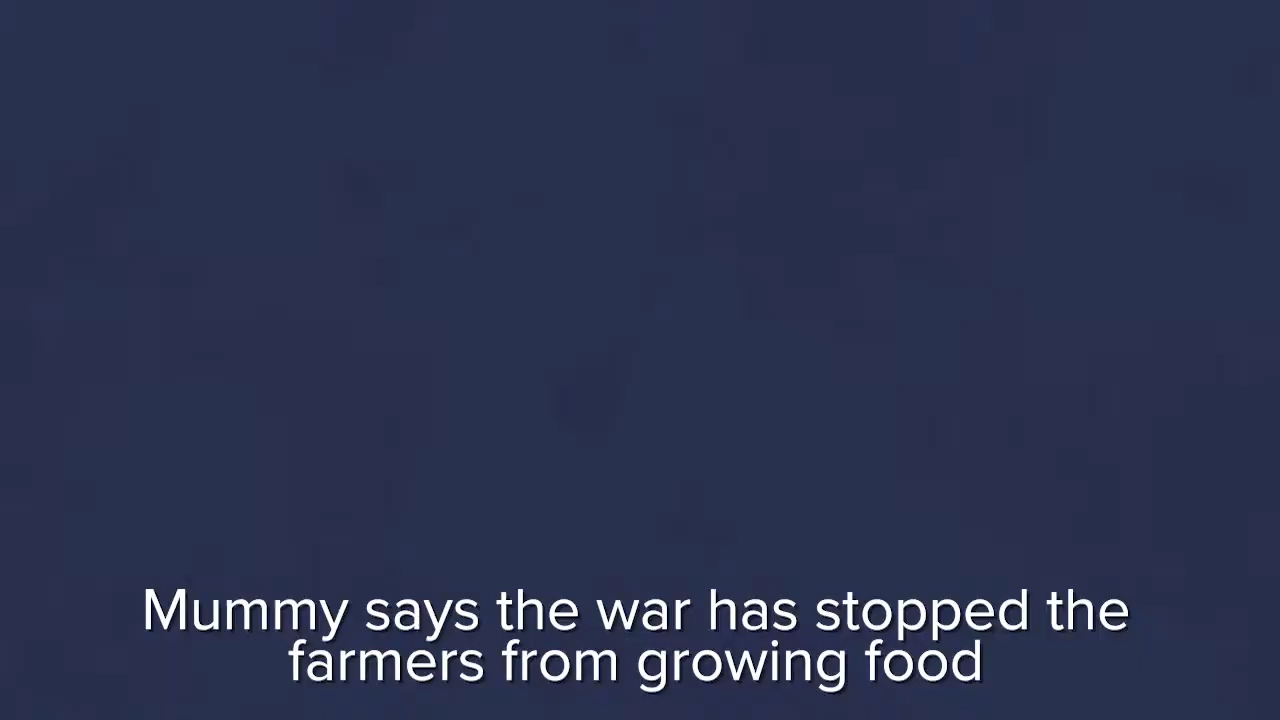 Mummy says the war has stopped the
farmers from growing food